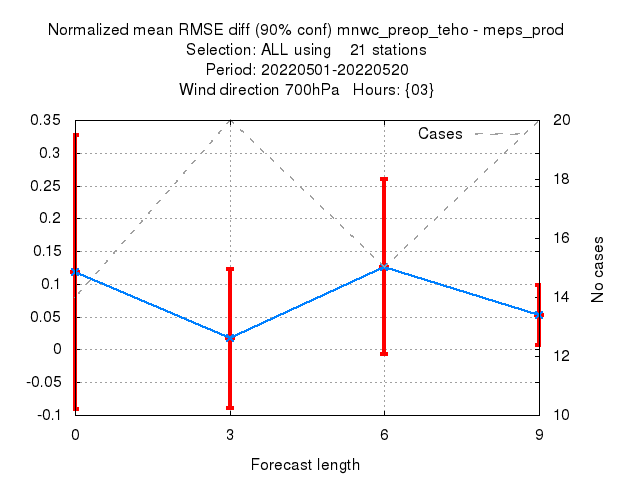 Normalized mean RMSE diff (90% conf) mnwc_preop_teho - meps_prod
Selection: ALL using    21 stations
Period: 20220501-20220520
Wind direction 700hPa   Hours: {03}
Cases
0.35
0.3
0.25
0.2
0.15
0.1
0.05
0
-0.05
-0.1
20
18
16
14
12
10
No cases
0 3 6 9
Forecast length